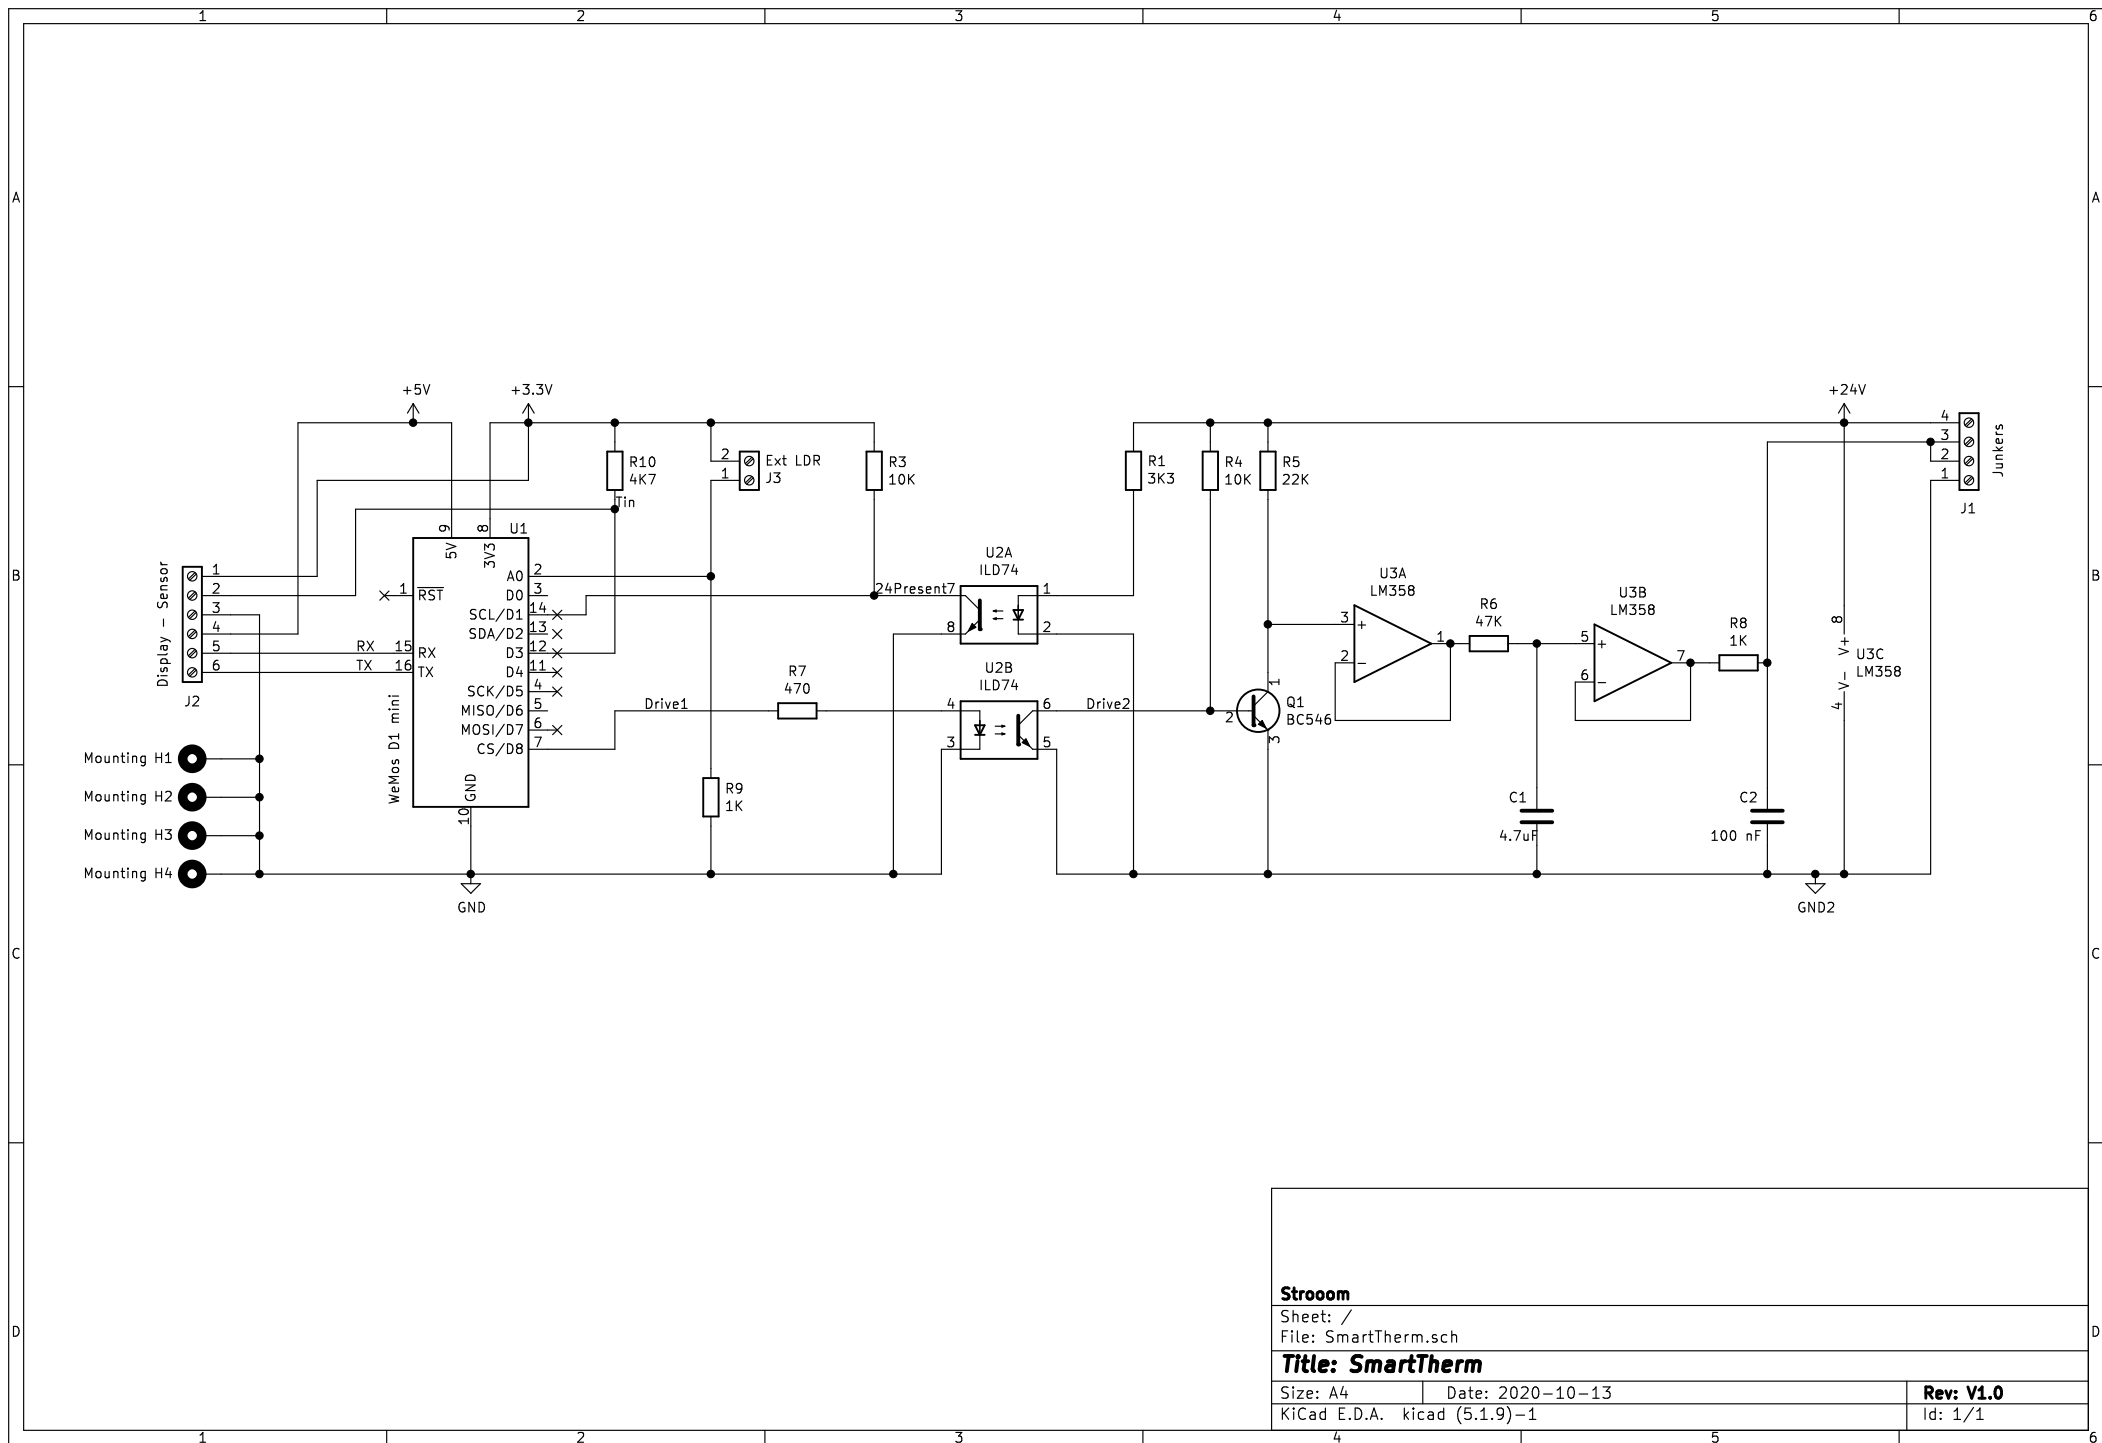 1 2 3 4 5 6
A A
+5V +3.3V +24V
R10
4K7
Tin
2 Ext LDR
1 J3
R3
10K
R1
3K3
R4
10K
R5
22K
4
3
2
1
Junkers
J1
9 8 U1
5V 3V3
B B
Display - Sensor
1
2
3
4
5
6
J2
RX 15 RX
TX 16 TX
1 RST
A0 2
D0 3
SCL/D1 14
SDA/D2 13
D3 12
D4 11
SCK/D5 4
MISO/D6 5
MOSI/D7 6
CS/D8 7
WeMos D1 mini
GND
10
24Present
U2A
ILD74
7 1
8 2
U2B
ILD74
4 6
3 5
R7
470
Drive1
Drive2
Q1
BC546
1
2
3
U3A
LM358
3 +
2 -
1
R6
47K
U3B
LM358
5 +
6 -
7
R8
1K
8 V+
U3C
LM358
4 V-
Mounting H1
Mounting H2
Mounting H3
Mounting H4
R9
1K
C1
4.7uF
C2
100 nF
GND
GND2
C C
D D
Strooom
Sheet: /
File: SmartTherm.sch
Title: SmartTherm
Size: A4 Date: 2020-10-13 Rev: V1.0
KiCad E.D.A. kicad (5.1.9)-1 Id: 1/1
1 2 3 4 5 6